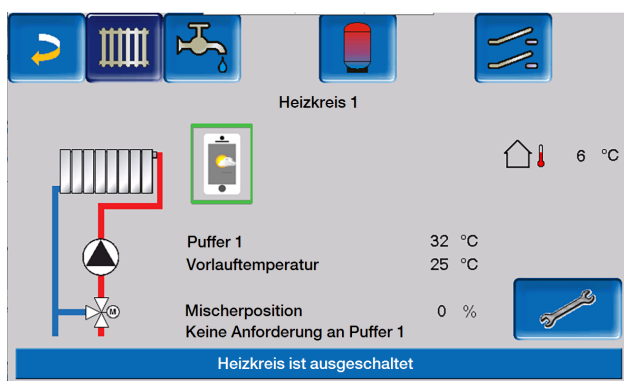 Heizkreis 1
6 °C
Puffer 1 32 °C
Vorlauftemperatur 25 °C
Mischerposition 0 %
M
Keine Anforderung an Puffer 1
Heizkreis ist ausgeschaltet